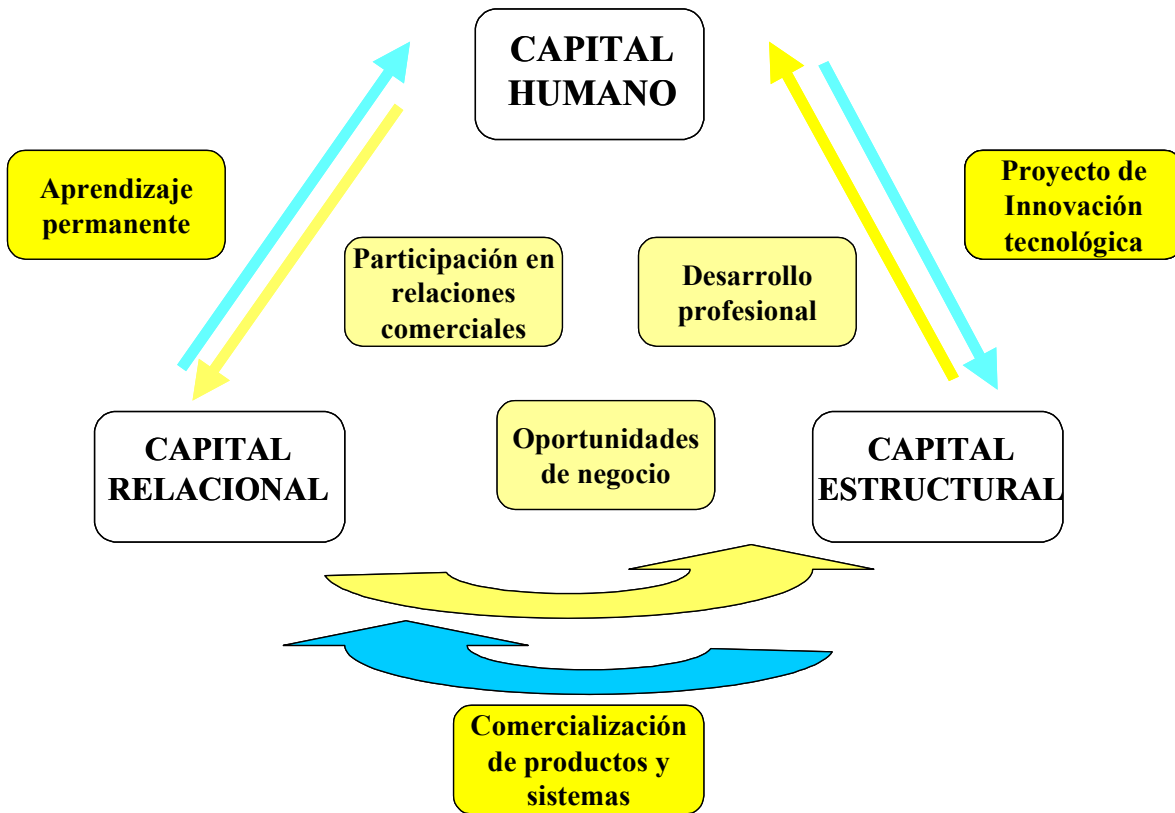 CAPITAL
HUMANO
Aprendizaje
permanente
Proyecto de
Innovación
tecnológica
Participación en
relaciones
comerciales
Desarrollo
profesional
CAPITAL
RELACIONAL
Oportunidades
de negocio
CAPITAL
ESTRUCTURAL
Comercialización
de productos y
sistemas